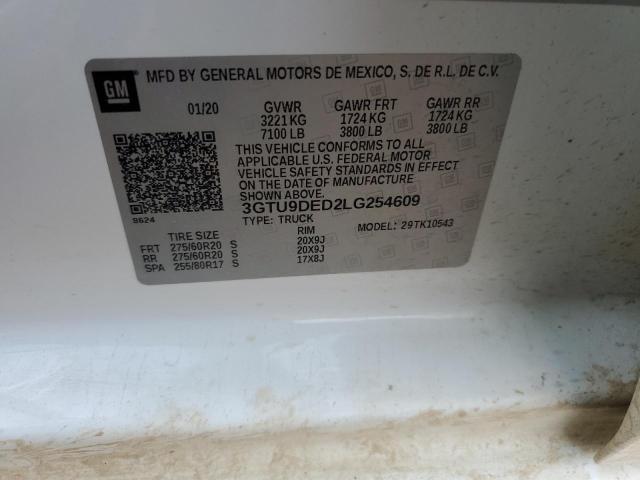 GM
MFD BY GENERAL MOTORS DE MEXICO, S. DE R.L. DE C.V.
01/20 GVWR GAWR FRT GAWR RR
3221 KG 1724 KG 1724 KG
7100 LB 3800 LB 3800 LB
THIS VEHICLE CONFORMS TO ALL
APPLICABLE U.S. FEDERAL MOTOR
VEHICLE SAFETY STANDARDS IN EFFECT
ON THE DATE OF MANUFACTURE
SHOWN ABOVE.
3GTU9DED2LG254609
9624
TYPE: TRUCK MODEL: 29TK10543
TIRE SIZE RIM
FRT 275/60R20 S 20X9J
RR 275/60R20 S 20X9J
SPA 255/80R17 S 17X8J